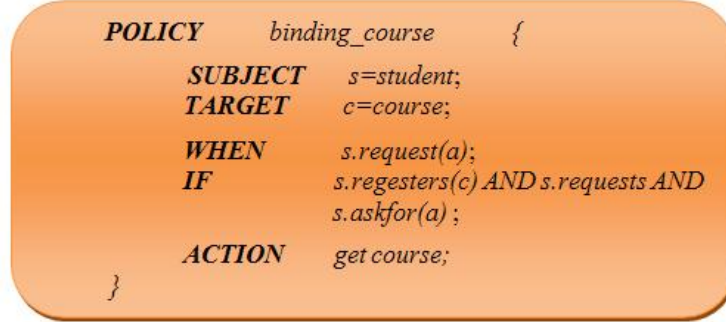 POLICY binding_course {
SUBJECT s=student;
TARGET c=course;
WHEN s.request(a);
IF s.regesters(c) AND s.requests AND
s.askfor(a) ;
ACTION get course;
}